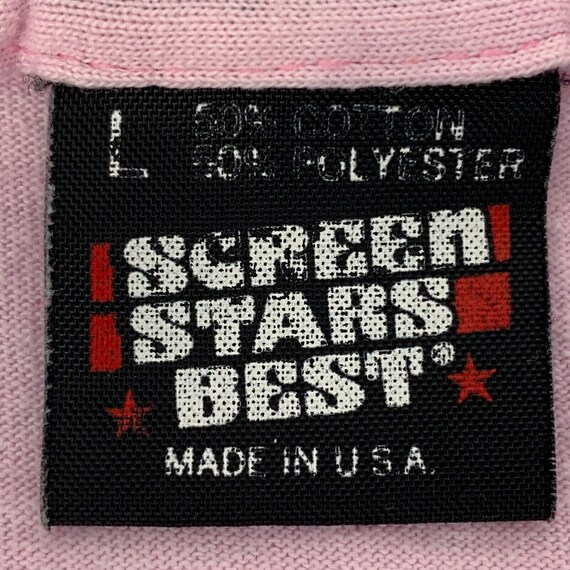 L 50% COTTON
50% POLYESTER
SCREEN
STARS
BEST®
MADE IN U.S.A.